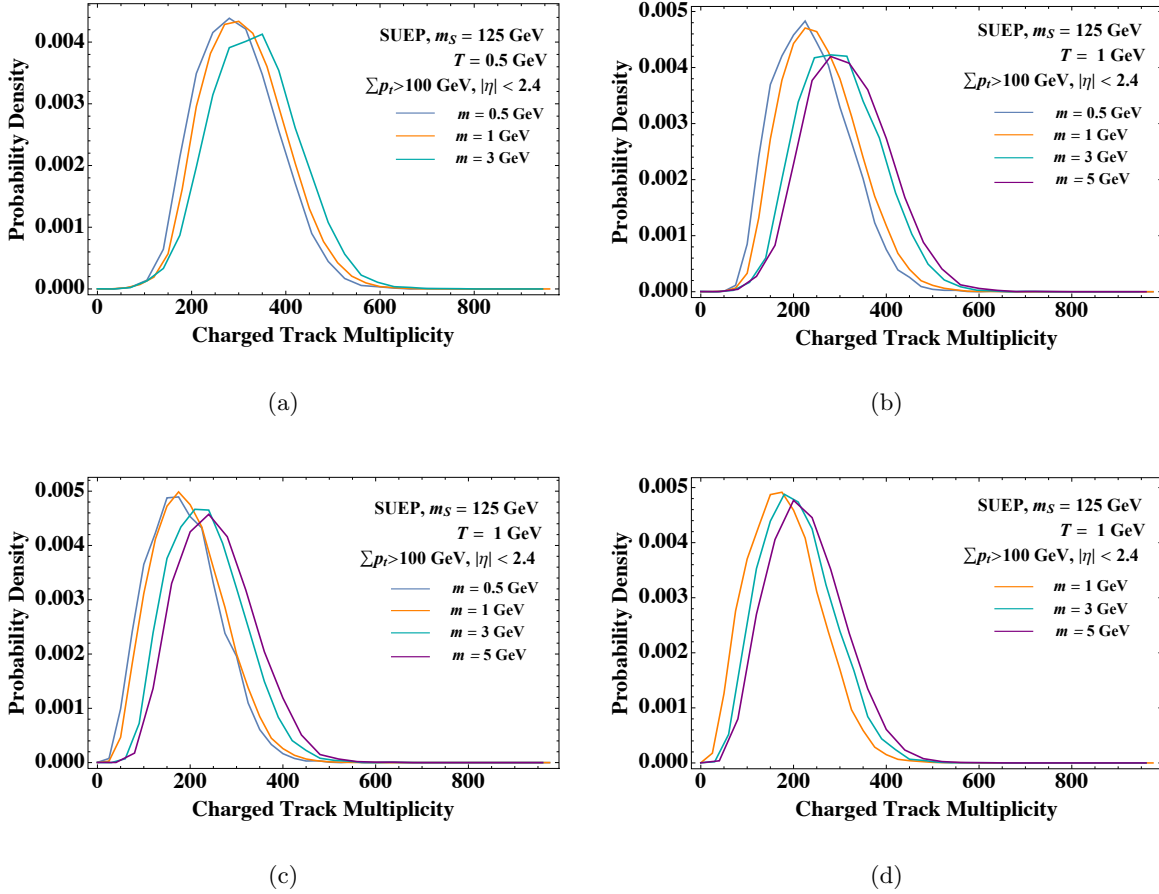 Probability Density
0.004
0.003
0.002
0.001
0.000
SUEP, m_S = 125 GeV
T = 0.5 GeV
∑p_t>100 GeV, |η| < 2.4
m = 0.5 GeV
m = 1 GeV
m = 3 GeV
0 200 400 600 800
Charged Track Multiplicity
(a)
Probability Density
0.005
0.004
0.003
0.002
0.001
0.000
SUEP, m_S = 125 GeV
T = 1 GeV
∑p_t>100 GeV, |η| < 2.4
m = 0.5 GeV
m = 1 GeV
m = 3 GeV
m = 5 GeV
0 200 400 600 800
Charged Track Multiplicity
(b)
Probability Density
0.005
0.004
0.003
0.002
0.001
0.000
SUEP, m_S = 125 GeV
T = 1 GeV
∑p_t>100 GeV, |η| < 2.4
m = 0.5 GeV
m = 1 GeV
m = 3 GeV
m = 5 GeV
0 200 400 600 800
Charged Track Multiplicity
(c)
Probability Density
0.005
0.004
0.003
0.002
0.001
0.000
SUEP, m_S = 125 GeV
T = 1 GeV
∑p_t>100 GeV, |η| < 2.4
m = 1 GeV
m = 3 GeV
m = 5 GeV
0 200 400 600 800
Charged Track Multiplicity
(d)